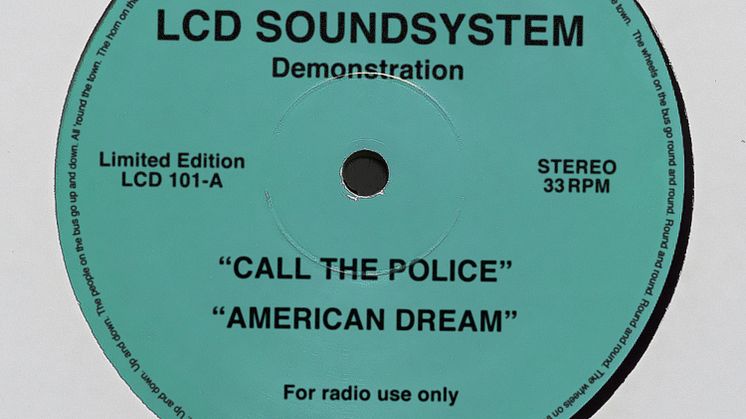 LCD SOUNDSYSTEM
Demonstration
Limited Edition
LCD 101-A
STEREO
33 RPM
“CALL THE POLICE”
“AMERICAN DREAM”
For radio use only
Up and down. The people on the bus go up and down. All 'round the town. The horn on the
town. The wheels on the bus go round and round. Round and round. Round and round. The wheels on